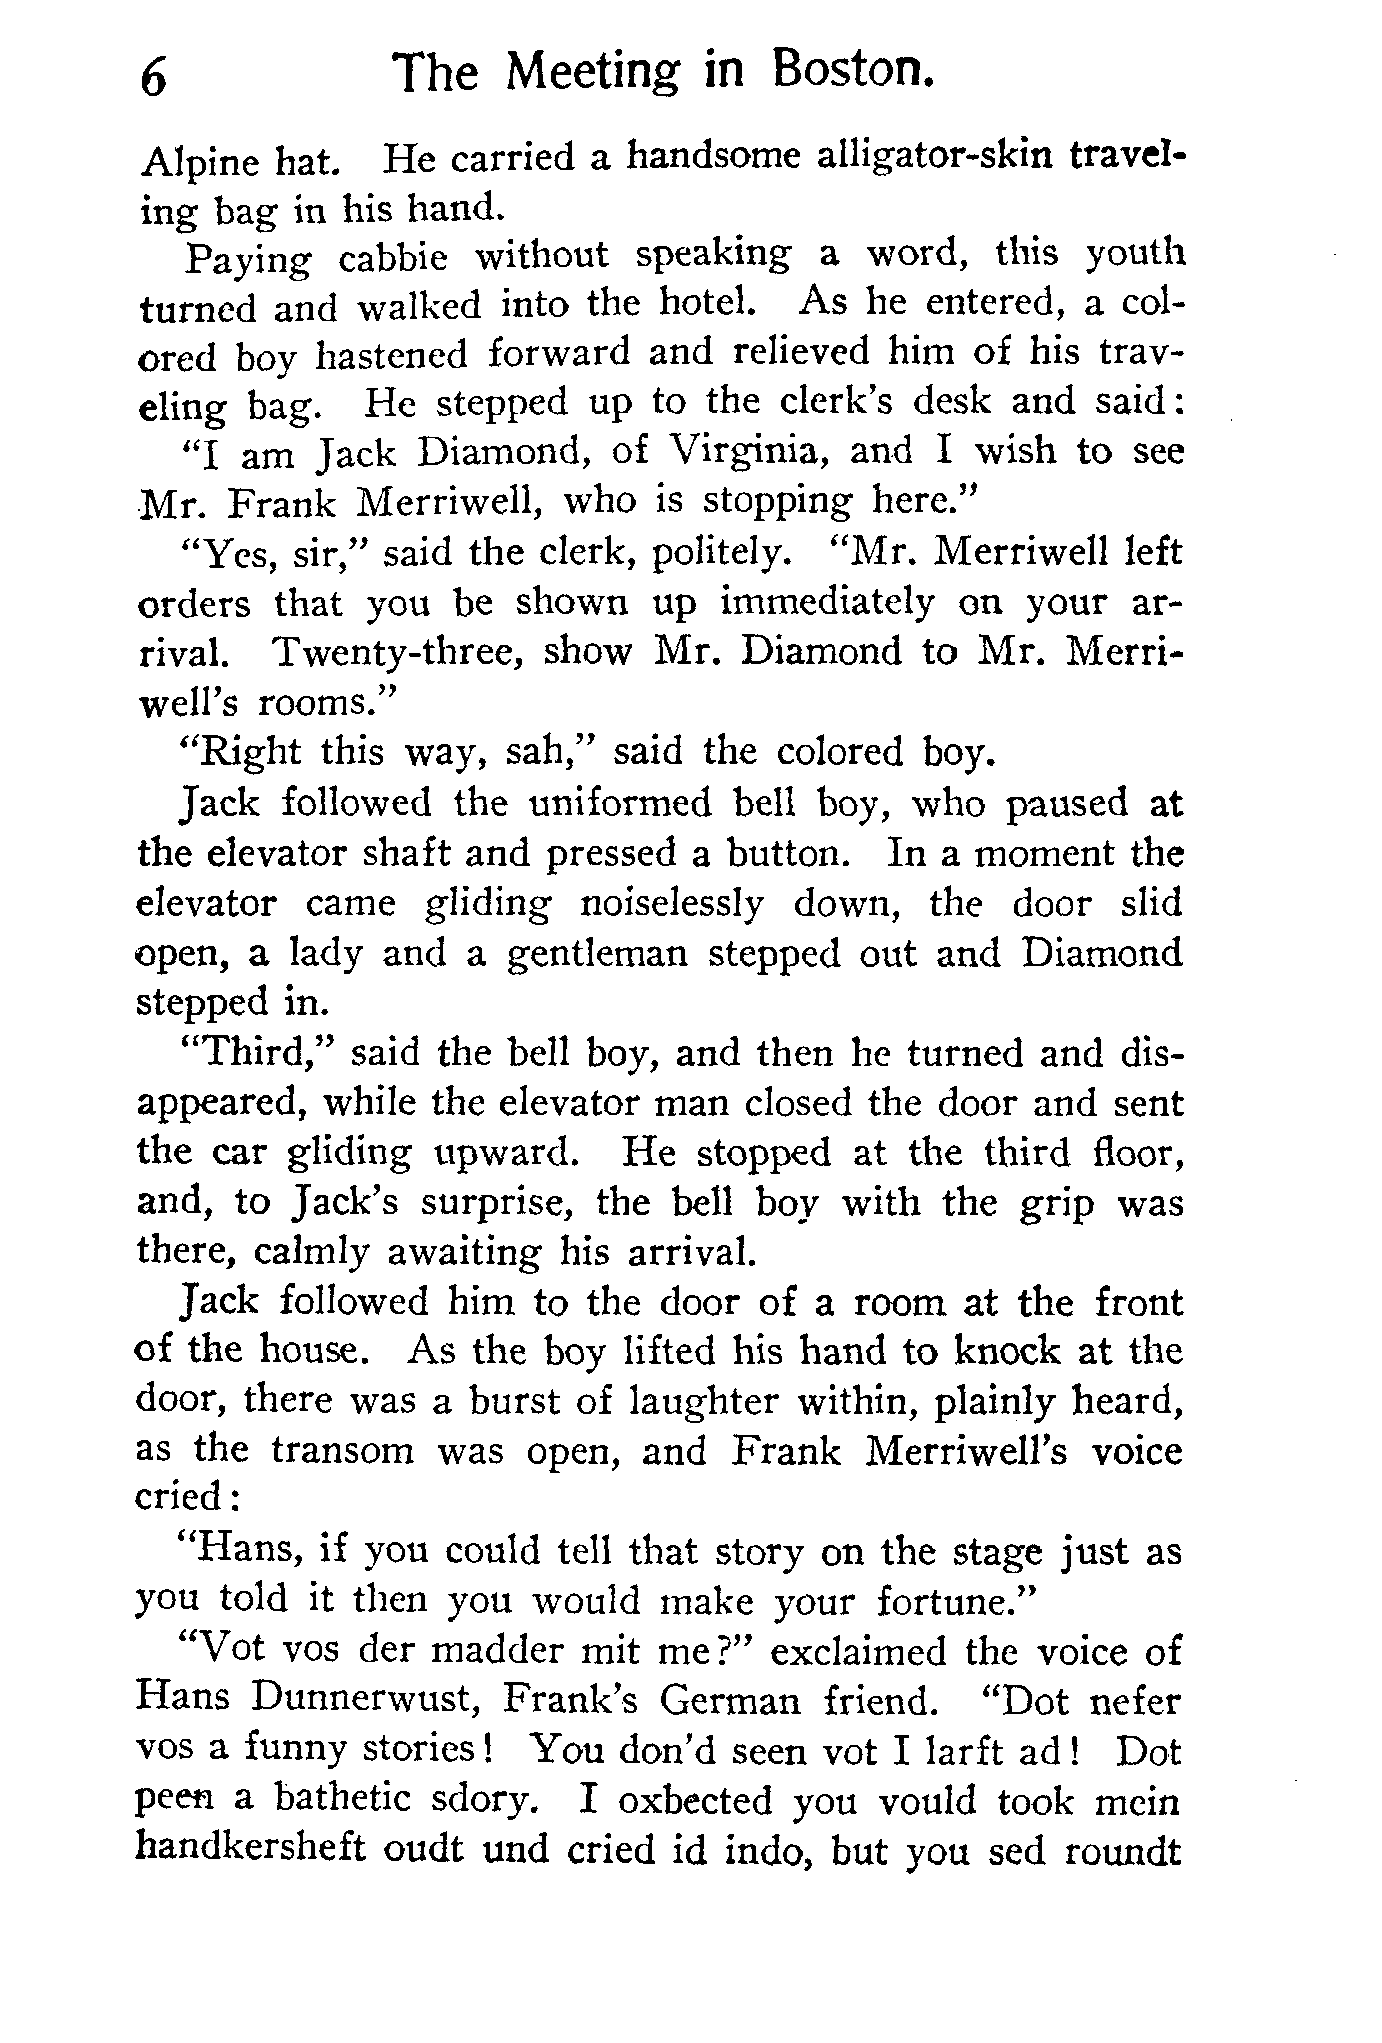 6 The Meeting in Boston.
Alpine hat. He carried a handsome alligator-skin travel-
ing bag in his hand.
Paying cabbie without speaking a word, this youth
turned and walked into the hotel. As he entered, a col-
ored boy hastened forward and relieved him of his trav-
eling bag. He stepped up to the clerk's desk and said:
"I am Jack Diamond, of Virginia, and I wish to see
Mr. Frank Merriwell, who is stopping here."
"Yes, sir," said the clerk, politely. "Mr. Merriwell left
orders that you be shown up immediately on your ar-
rival. Twenty-three, show Mr. Diamond to Mr. Merri-
well's rooms."
"Right this way, sah," said the colored boy.
Jack followed the uniformed bell boy, who paused at
the elevator shaft and pressed a button. In a moment the
elevator came gliding noiselessly down, the door slid
open, a lady and a gentleman stepped out and Diamond
stepped in.
"Third," said the bell boy, and then he turned and dis-
appeared, while the elevator man closed the door and sent
the car gliding upward. He stopped at the third floor,
and, to Jack's surprise, the bell boy with the grip was
there, calmly awaiting his arrival.
Jack followed him to the door of a room at the front
of the house. As the boy lifted his hand to knock at the
door, there was a burst of laughter within, plainly heard,
as the transom was open, and Frank Merriwell's voice
cried:
"Hans, if you could tell that story on the stage just as
you told it then you would make your fortune."
"Vot vos der madder mit me?" exclaimed the voice of
Hans Dunnerwust, Frank's German friend. "Dot nefer
vos a funny stories! You don'd seen vot I larft ad! Dot
peen a bathetic sdory. I oxbected you vould took mein
handkersheft oudt und cried id indo, but you sed roundt